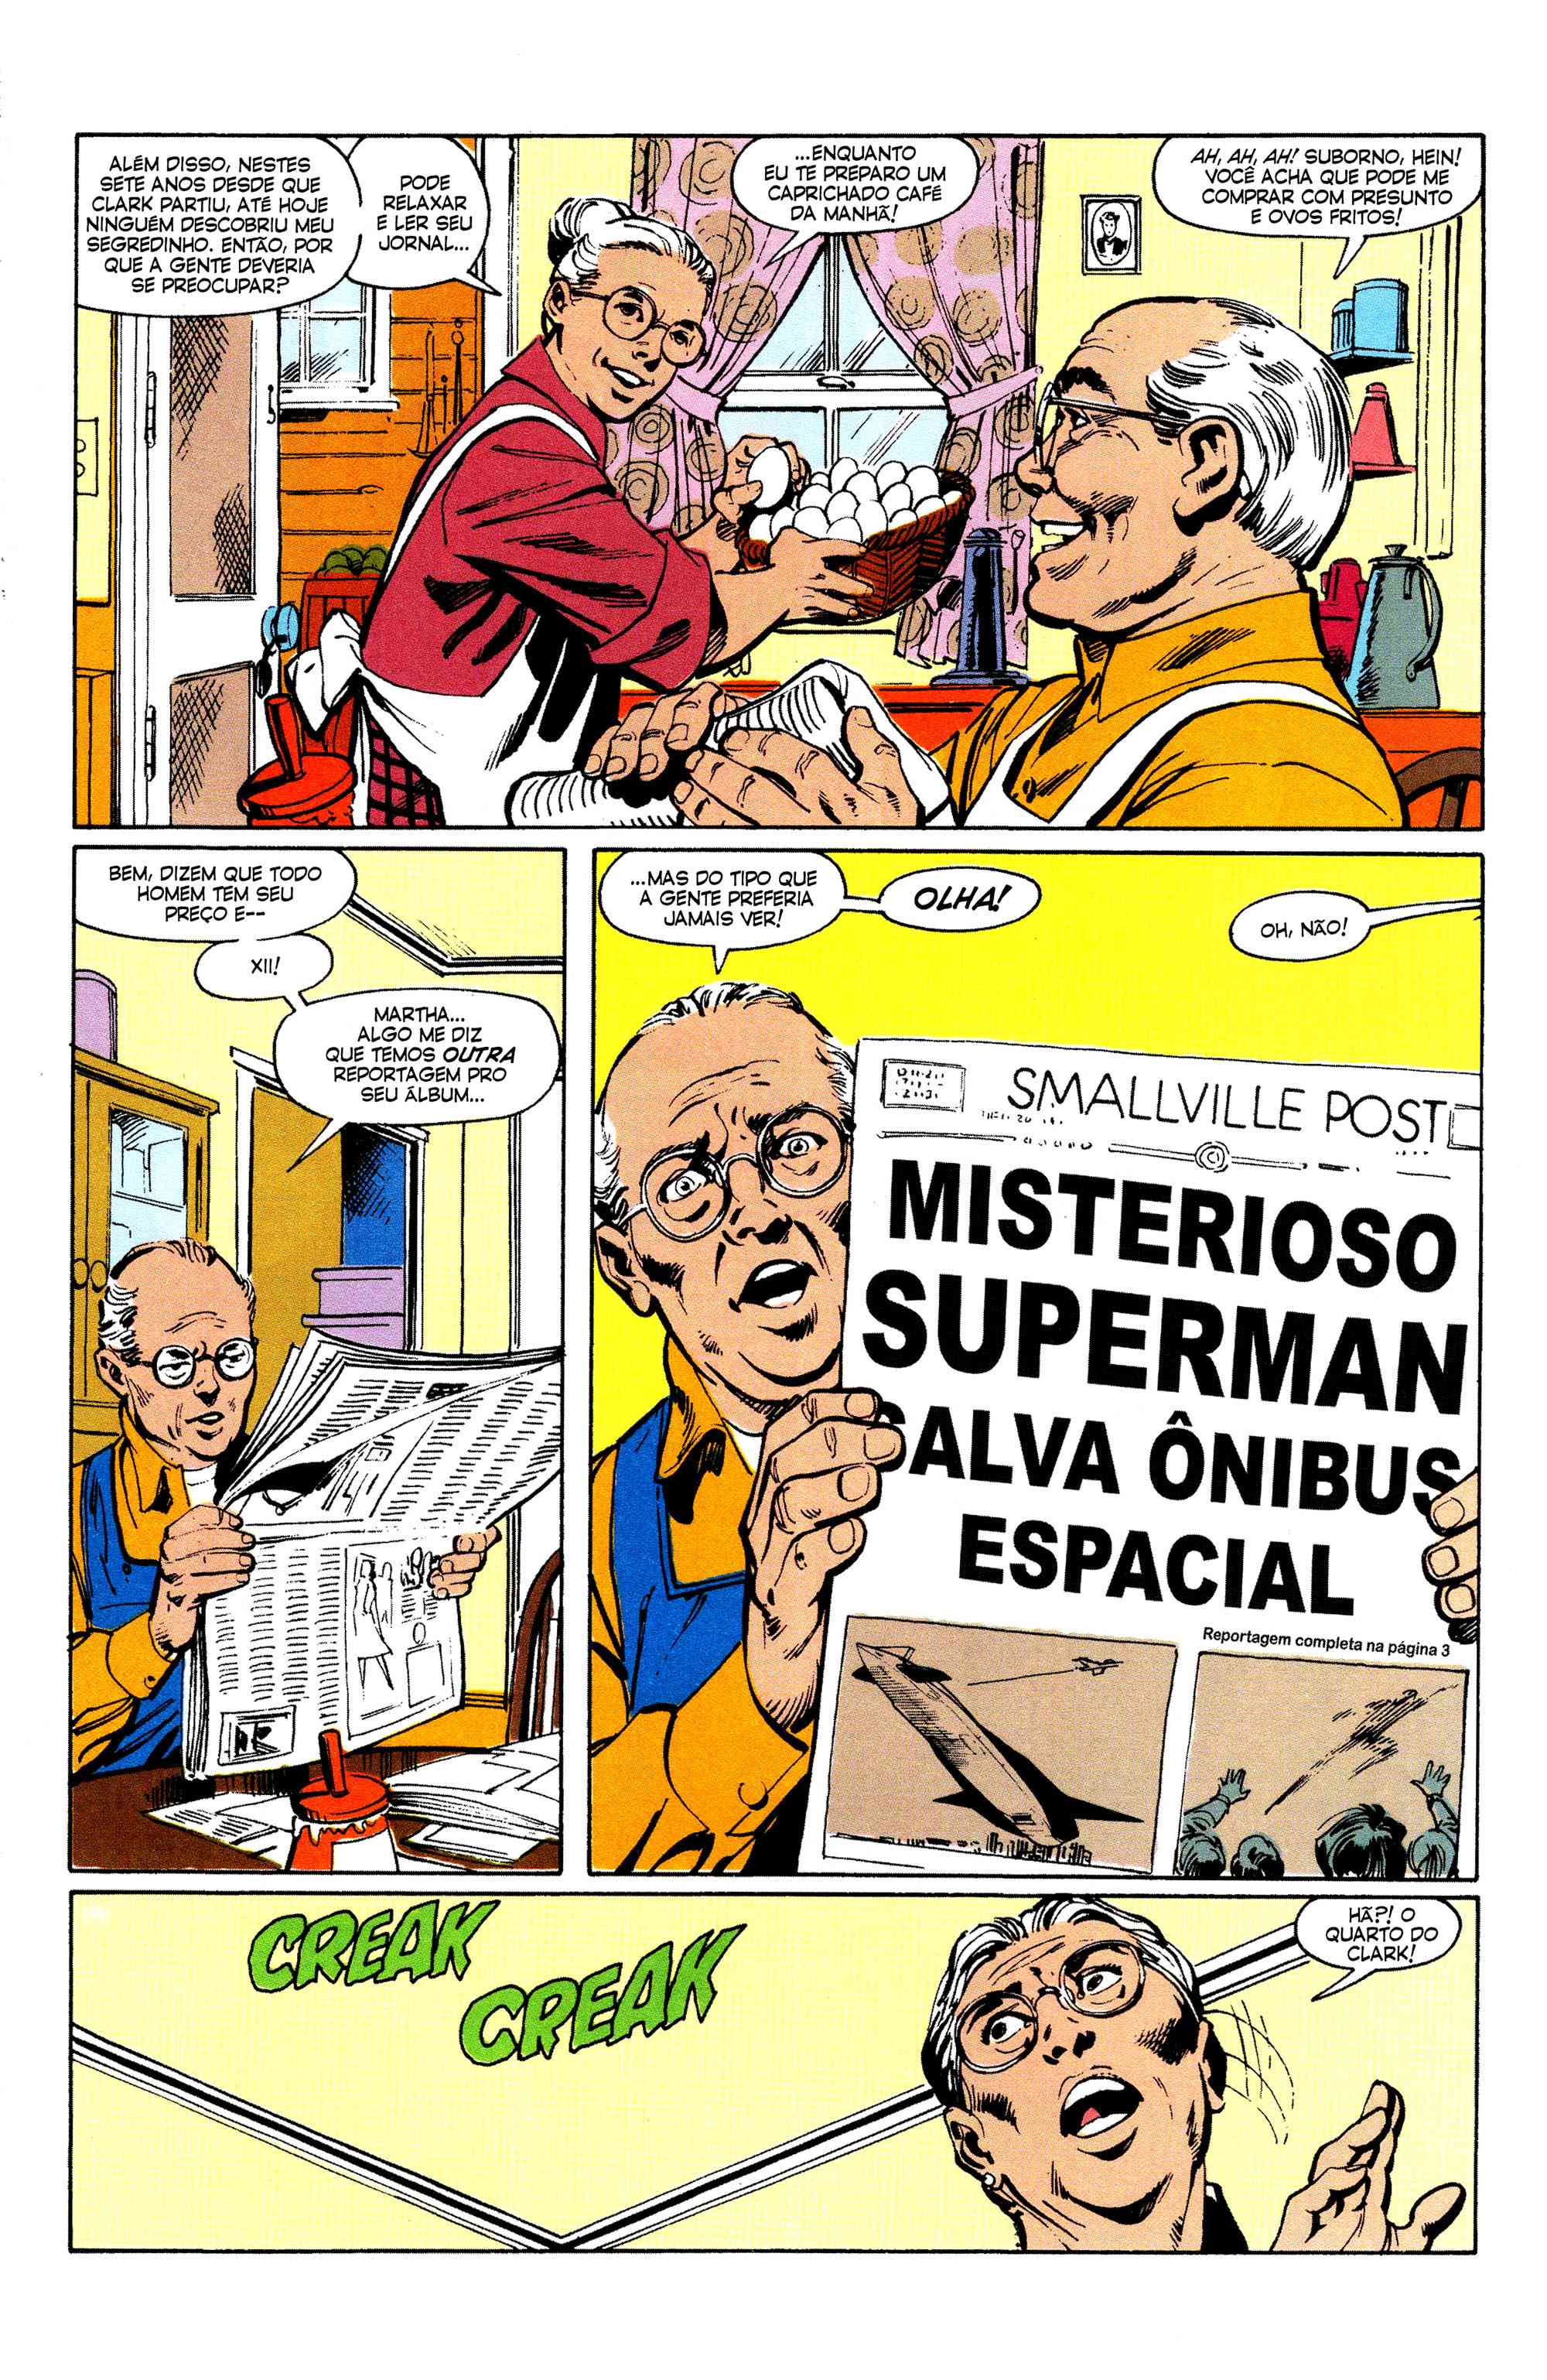 ALÉM DISSO, NESTES
SETE ANOS DESDE QUE
CLARK PARTIU, ATÉ HOJE
NINGUÉM DESCOBRIU MEU
SEGREDINHO. ENTÃO, POR
QUE A GENTE DEVERIA
SE PREOCUPAR?
PODE
RELAXAR
E LER SEU
JORNAL...
...ENQUANTO
EU TE PREPARO UM
CAPRICHADO CAFÉ
DA MANHÃ!
AH, AH, AH! SUBORNO, HEIN!
VOCÊ ACHA QUE PODE ME
COMPRAR COM PRESUNTO
E OVOS FRITOS!
BEM, DIZEM QUE TODO
HOMEM TEM SEU
PREÇO E--
XII!
MARTHA...
ALGO ME DIZ
QUE TEMOS OUTRA
REPORTAGEM PRO
SEU ÁLBUM...
...MAS DO TIPO QUE
A GENTE PREFERIA
JAMAIS VER!
OLHA!
OH, NÃO!
SMALLVILLE POST
MISTERIOSO
SUPERMAN
SALVA ÔNIBUS
ESPACIAL
Reportagem completa na página 3
CREAK
CREAK
HÃ?! O
QUARTO DO
CLARK!